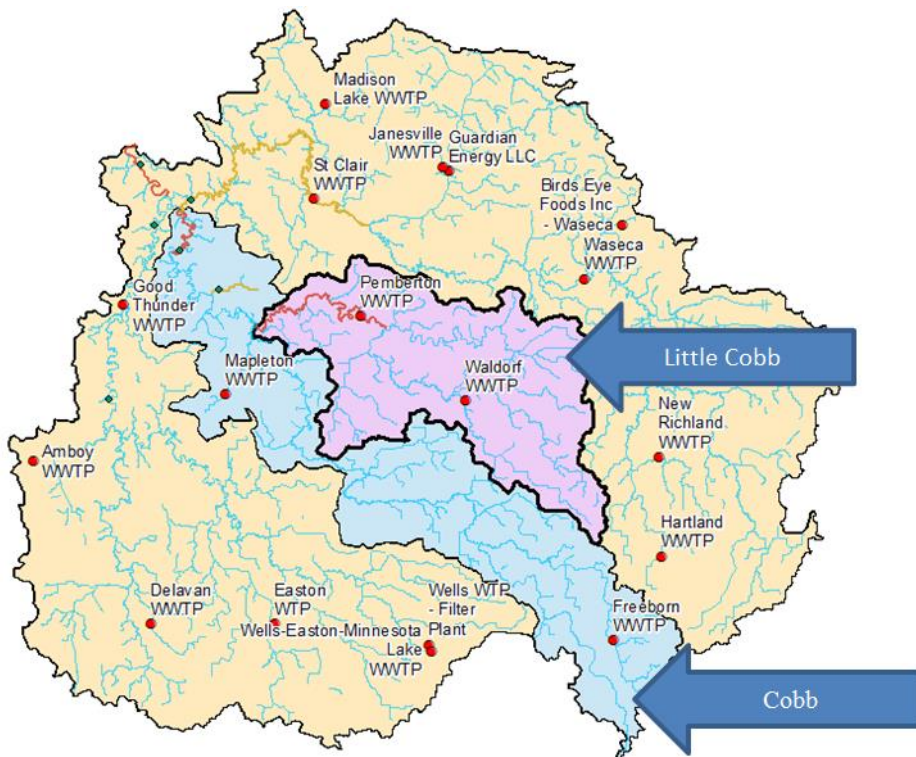 Madison
Lake WWTP
Janesville
WWTP
Guardian
Energy LLC
St Clair
WWTP
Birds Eye
Foods Inc
- Waseca
Waseca
WWTP
Good
Thunder
WWTP
Pemberton
WWTP
Little Cobb
Mapleton
WWTP
Waldorf
WWTP
New
Richland
WWTP
Amboy
WWTP
Hartland
WWTP
Delavan
WWTP
Easton
WTP
Wells WTP
- Filter
Plant
Wells-Easton-Minnesota
Lake
WWTP
Freeborn
WWTP
Cobb